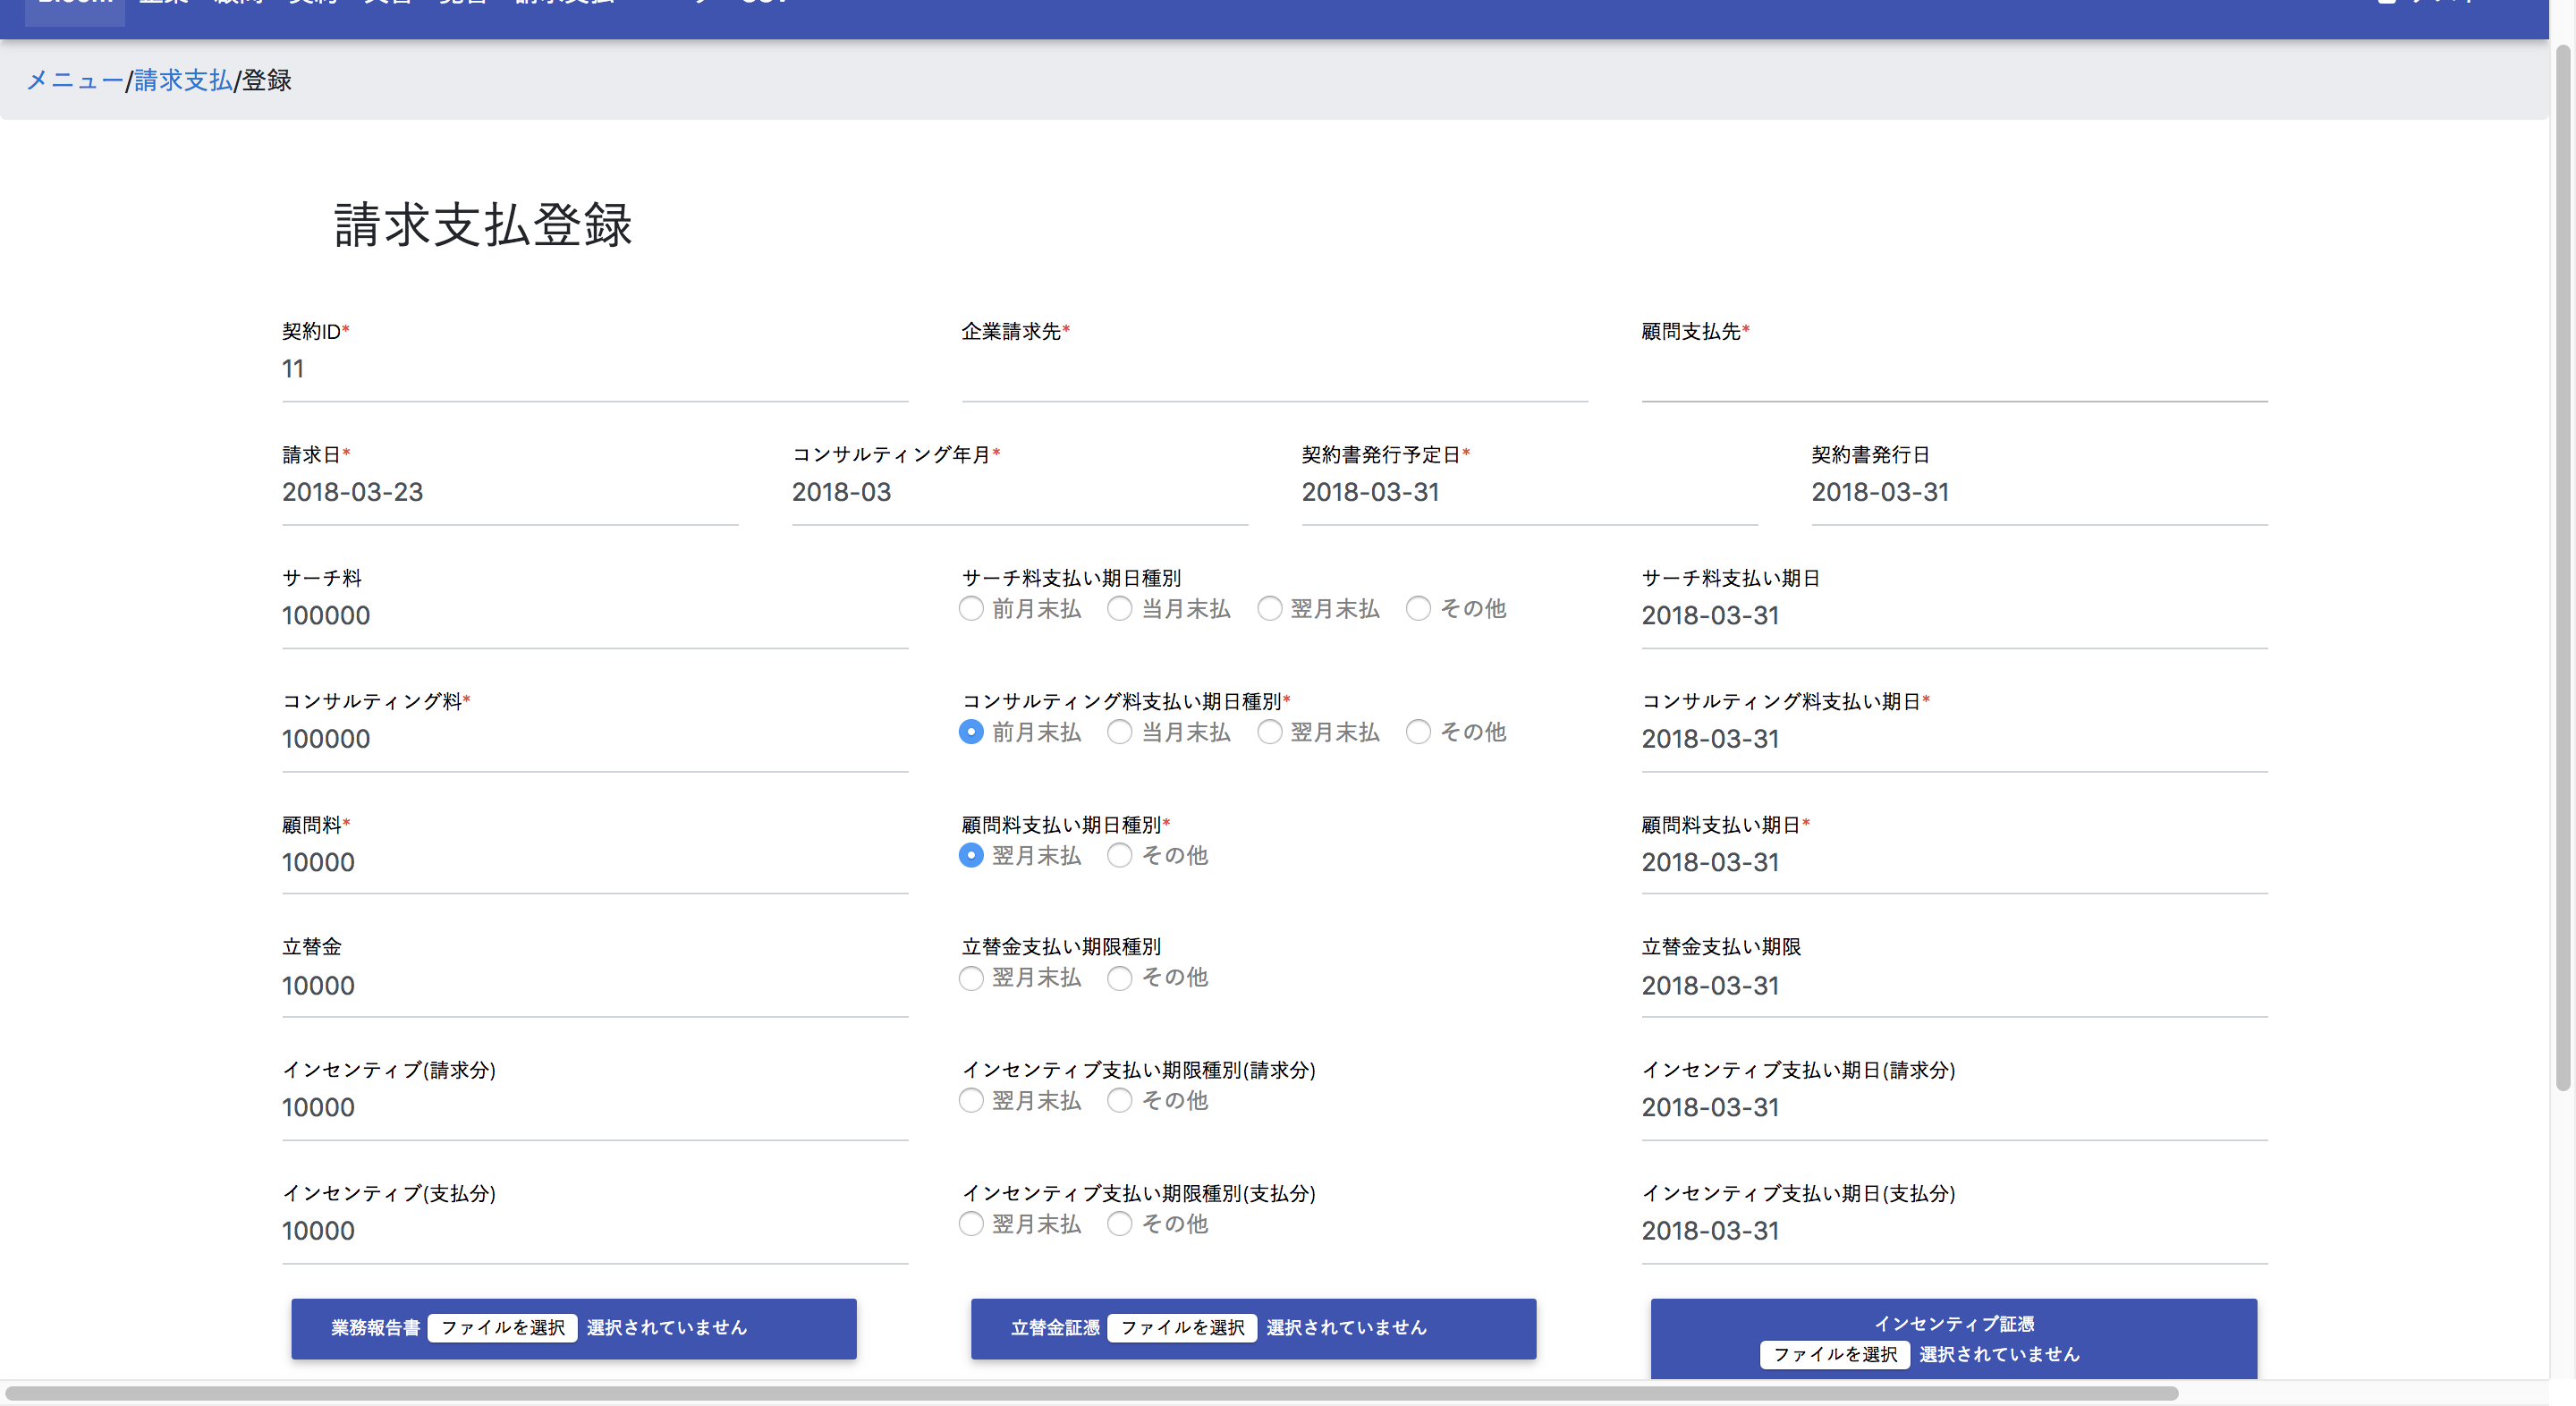 メニュー/請求支払/登録
請求支払登録
契約ID* 企業請求先* 顧問支払先*
11
請求日* コンサルティング年月* 契約書発行予定日* 契約書発行日
2018-03-23 2018-03 2018-03-31 2018-03-31
サーチ料 サーチ料支払い期日種別 サーチ料支払い期日
100000 前月末払 当月末払 翌月末払 その他 2018-03-31
コンサルティング料* コンサルティング料支払い期日種別* コンサルティング料支払い期日*
100000 前月末払 当月末払 翌月末払 その他 2018-03-31
顧問料* 顧問料支払い期日種別* 顧問料支払い期日*
10000 翌月末払 その他 2018-03-31
立替金 立替金支払い期限種別 立替金支払い期限
10000 翌月末払 その他 2018-03-31
インセンティブ(請求分) インセンティブ支払い期限種別(請求分) インセンティブ支払い期日(請求分)
10000 翌月末払 その他 2018-03-31
インセンティブ(支払分) インセンティブ支払い期限種別(支払分) インセンティブ支払い期日(支払分)
10000 翌月末払 その他 2018-03-31
業務報告書 ファイルを選択 選択されていません 立替金証憑 ファイルを選択 選択されていません インセンティブ証憑
ファイルを選択 選択されていません